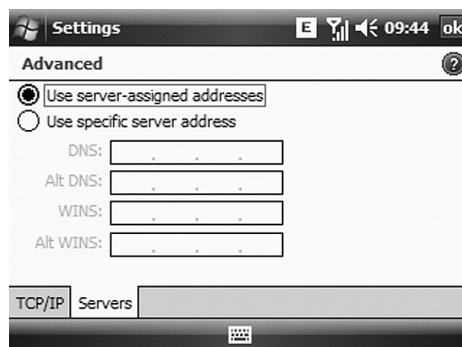 Settings E 09:44 ok
Advanced ?
Use server-assigned addresses
Use specific server address
DNS: . . .
Alt DNS: . . .
WINS: . . .
Alt WINS: . . .
TCP/IP Servers